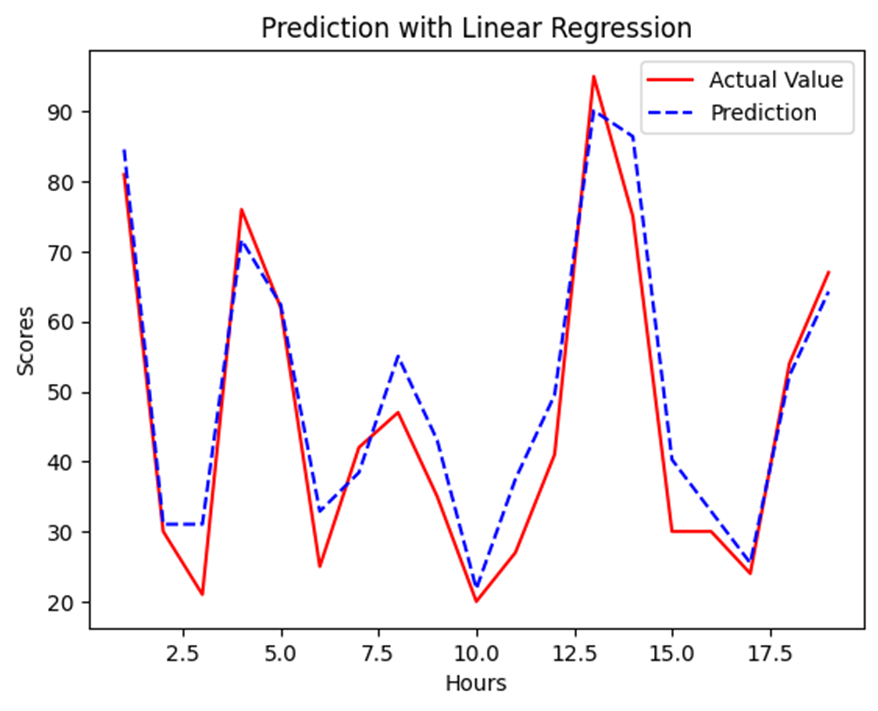 Prediction with Linear Regression
Actual Value
Prediction
90
80
70
60
50
40
30
20
Scores
2.5 5.0 7.5 10.0 12.5 15.0 17.5
Hours